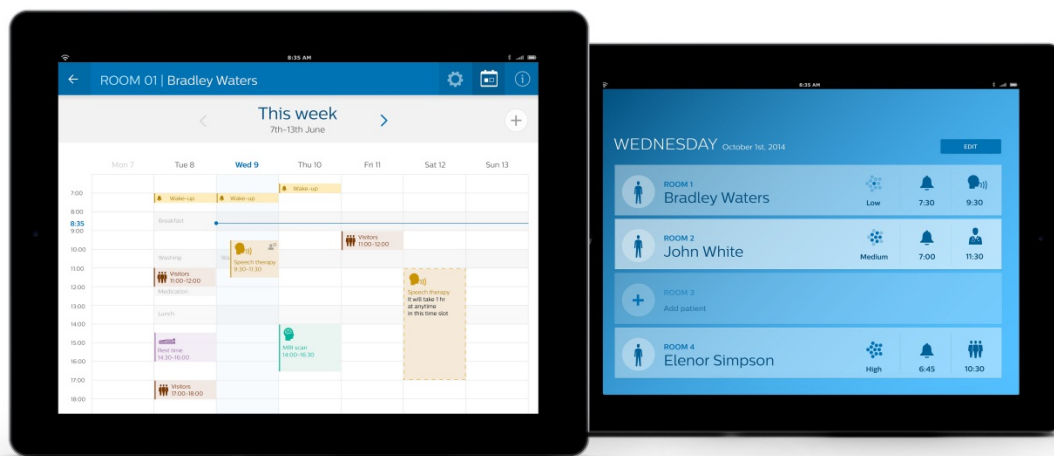 8:35 AM
ROOM 01 | Bradley Waters
This week
7th-13th June
Mon 7
Tue 8
Wed 9
Thu 10
Fri 11
Sat 12
Sun 13
7:00
8:00
8:35
9:00
10:00
11:00
12:00
13:00
14:00
15:00
16:00
17:00
18:00
Wake-up
Wake-up
Wake-up
Breakfast
Washing
Wa
Visitors
11:00-12:00
Medication
Lunch
Rest time
14:30-16:00
Visitors
17:00-18:00
Speech therapy
9:30-11:30
MRI scan
14:00-16:30
Visitors
11:00-12:00
Speech therapy
It will take 1 hr
at anytime
in this time slot
8:35 AM
WEDNESDAY October 1st, 2014
EDIT
ROOM 1
Bradley Waters
Low
7:30
9:30
ROOM 2
John White
Medium
7:00
11:30
ROOM 3
Add patient
ROOM 4
Elenor Simpson
High
6:45
10:30